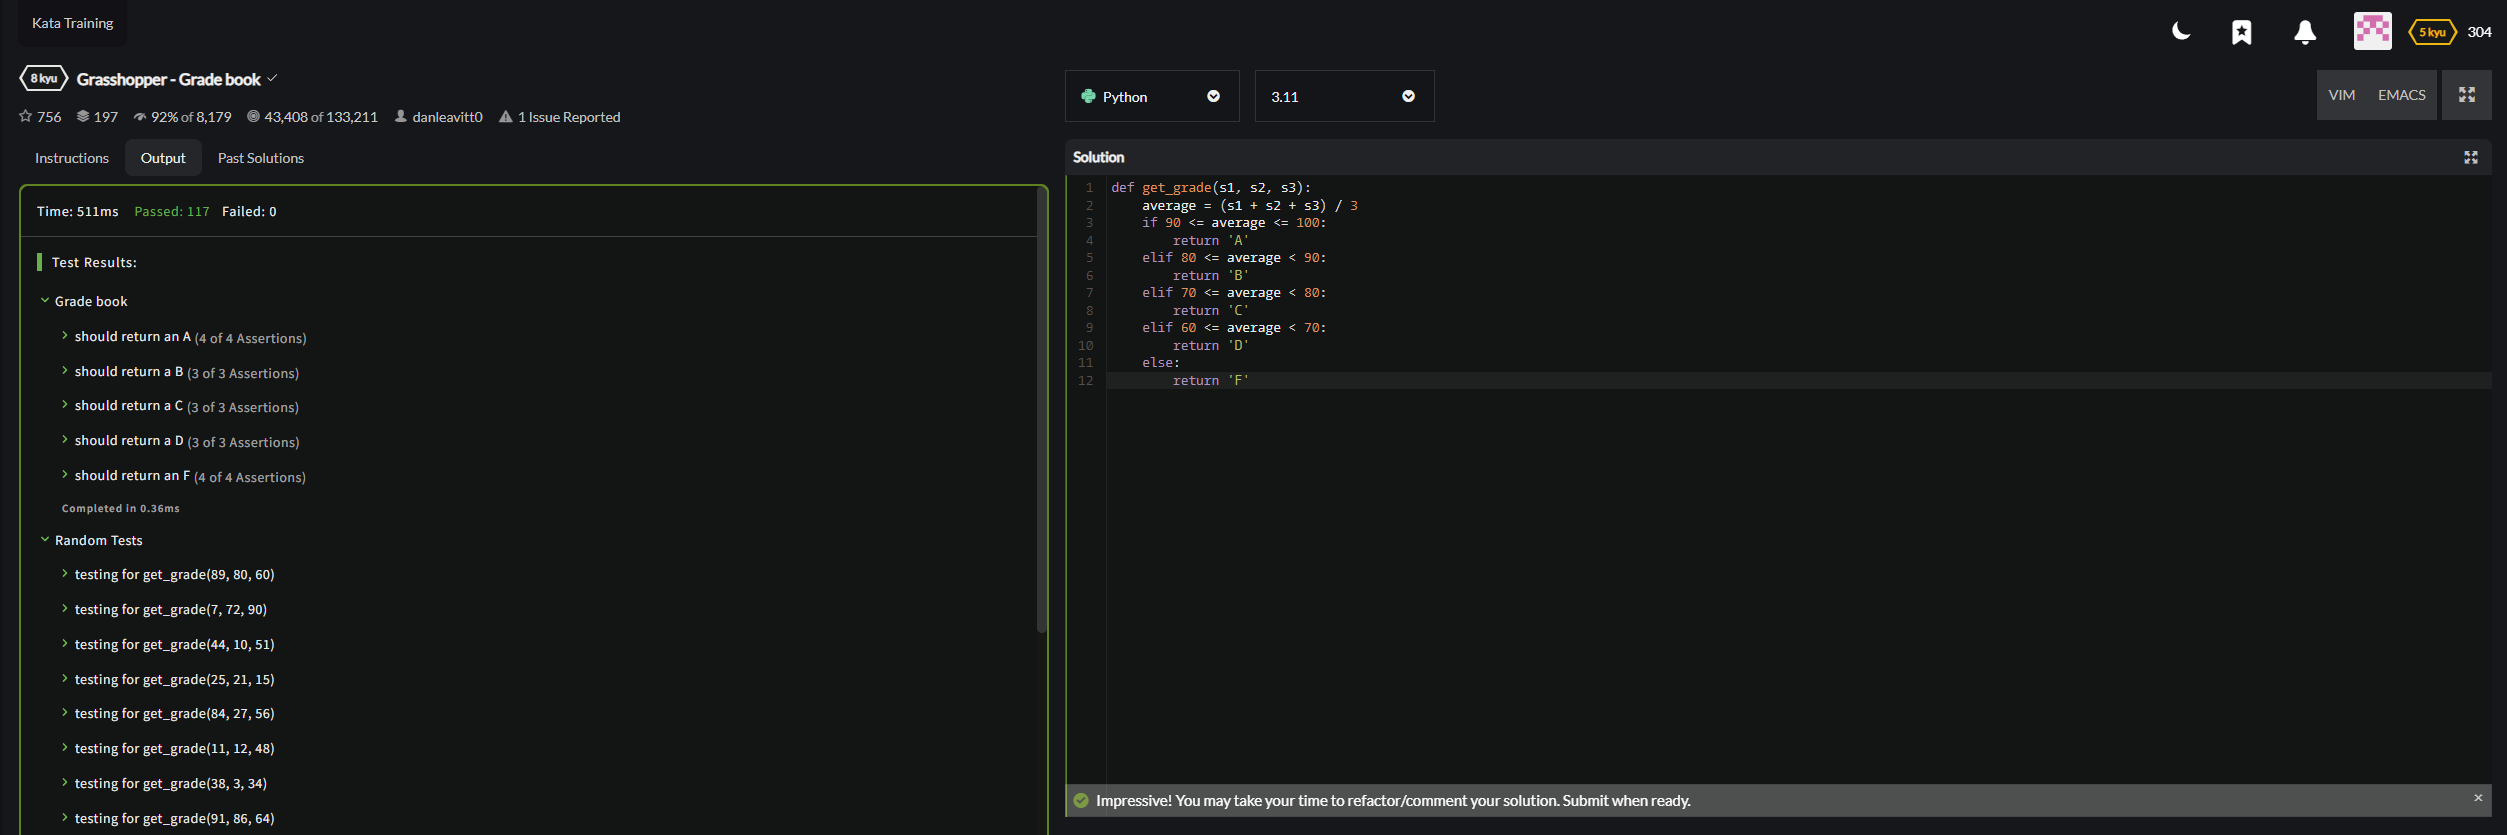 Kata Training
5 kyu 304
8 kyu Grasshopper - Grade book
756 197 92% of 8,179 43,408 of 133,211 danleavitt0 1 Issue Reported
Instructions Output Past Solutions
Time: 511ms Passed: 117 Failed: 0
Test Results:
Grade book
should return an A (4 of 4 Assertions)
should return a B (3 of 3 Assertions)
should return a C (3 of 3 Assertions)
should return a D (3 of 3 Assertions)
should return an F (4 of 4 Assertions)
Completed in 0.36ms
Random Tests
testing for get_grade(89, 80, 60)
testing for get_grade(7, 72, 90)
testing for get_grade(44, 10, 51)
testing for get_grade(25, 21, 15)
testing for get_grade(84, 27, 56)
testing for get_grade(11, 12, 48)
testing for get_grade(38, 3, 34)
testing for get_grade(91, 86, 64)
Python 3.11 VIM EMACS
Solution
1 def get_grade(s1, s2, s3):
2     average = (s1 + s2 + s3) / 3
3     if 90 <= average <= 100:
4         return 'A'
5     elif 80 <= average < 90:
6         return 'B'
7     elif 70 <= average < 80:
8         return 'C'
9     elif 60 <= average < 70:
10         return 'D'
11     else:
12         return 'F'
Impressive! You may take your time to refactor/comment your solution. Submit when ready.